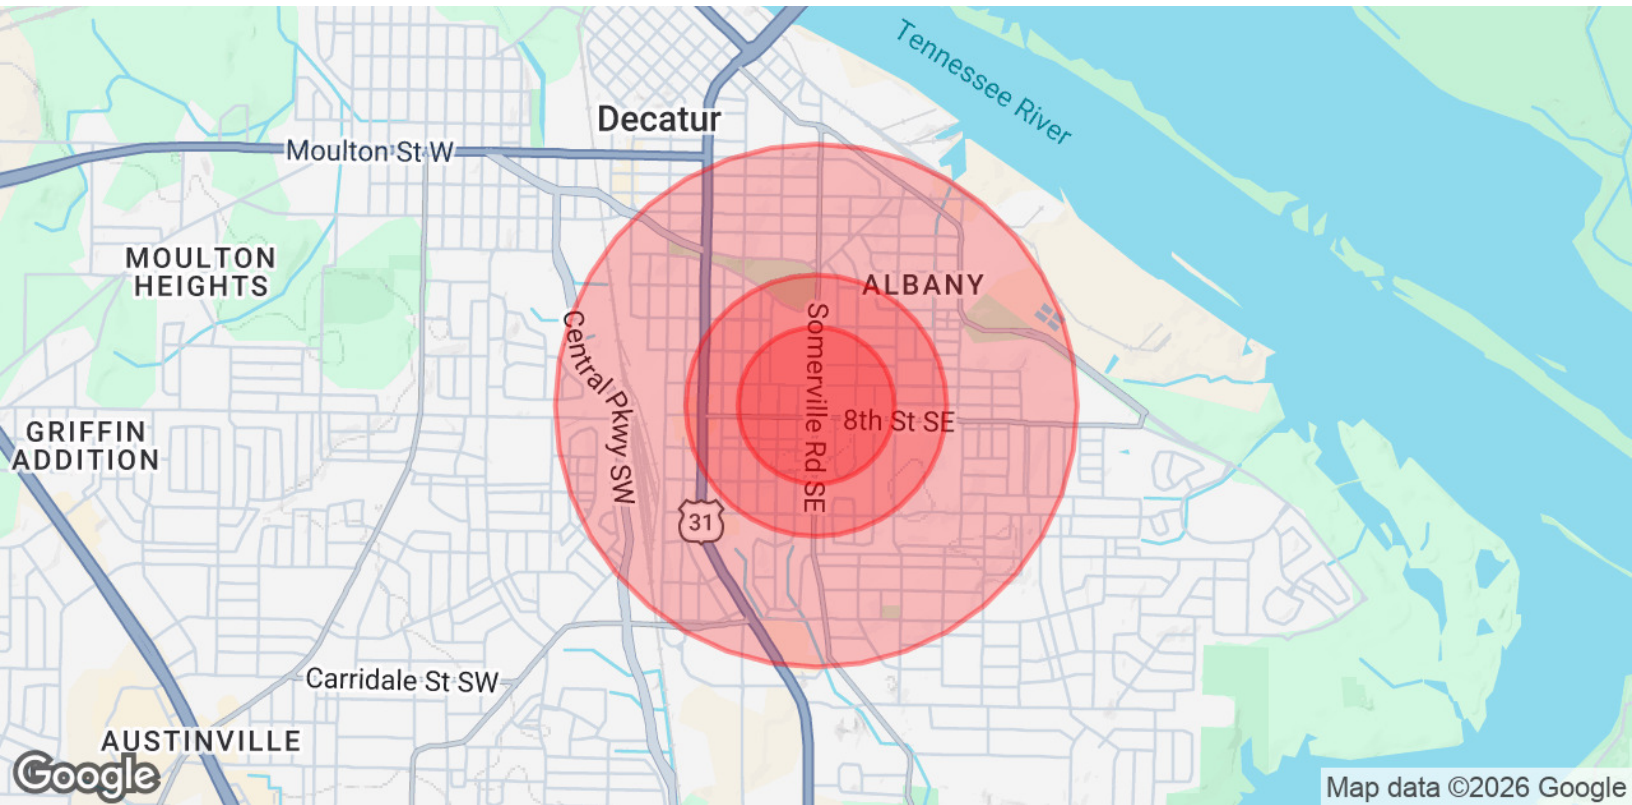 Tennessee River
Decatur
Moulton St W
MOULTON
HEIGHTS
ALBANY
Somerville Rd SE
Central Pkwy SW
8th St SE
GRIFFIN
ADDITION
31
Carridale St SW
AUSTINVILLE
Google
Map data ©2026 Google